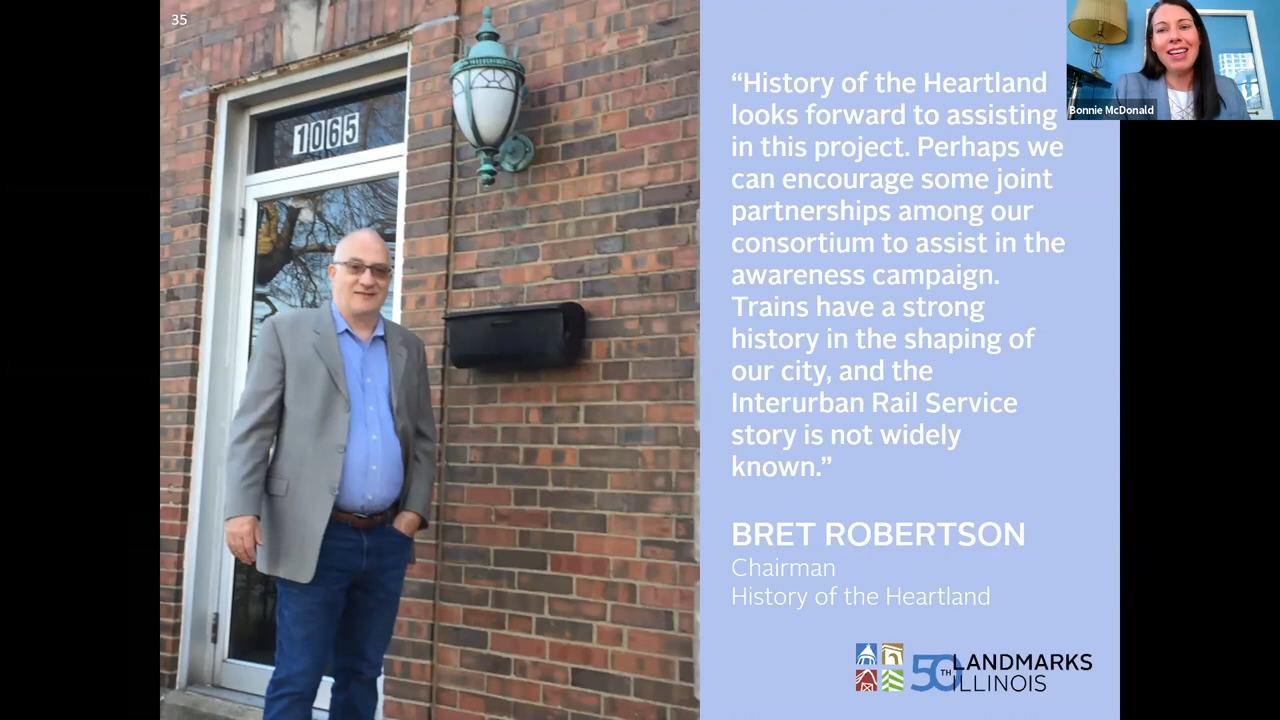 35
1065
“History of the Heartland
looks forward to assisting
in this project. Perhaps we
can encourage some joint
partnerships among our
consortium to assist in the
awareness campaign.
Trains have a strong
history in the shaping of
our city, and the
Interurban Rail Service
story is not widely
known.”
BRET ROBERTSON
Chairman
History of the Heartland
50TH LANDMARKS
ILLINOIS
Bonnie McDonald